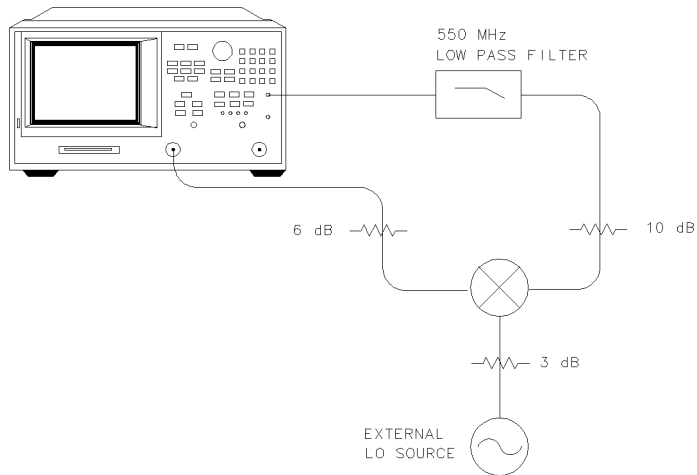 550 MHz
LOW PASS FILTER
6 dB
10 dB
3 dB
EXTERNAL
LO SOURCE